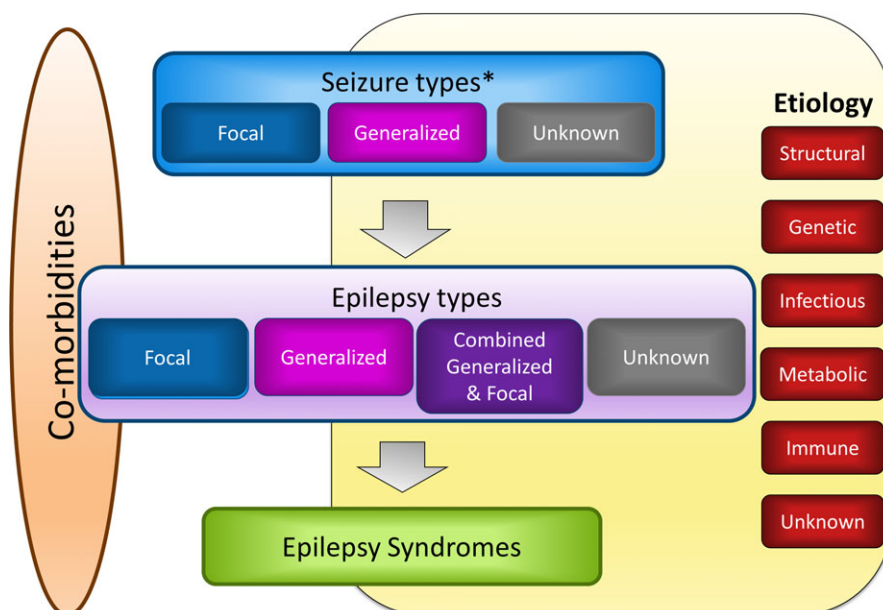 Co-morbidities
Seizure types*
Focal
Generalized
Unknown
Epilepsy types
Focal
Generalized
Combined
Generalized
& Focal
Unknown
Epilepsy Syndromes
Etiology
Structural
Genetic
Infectious
Metabolic
Immune
Unknown